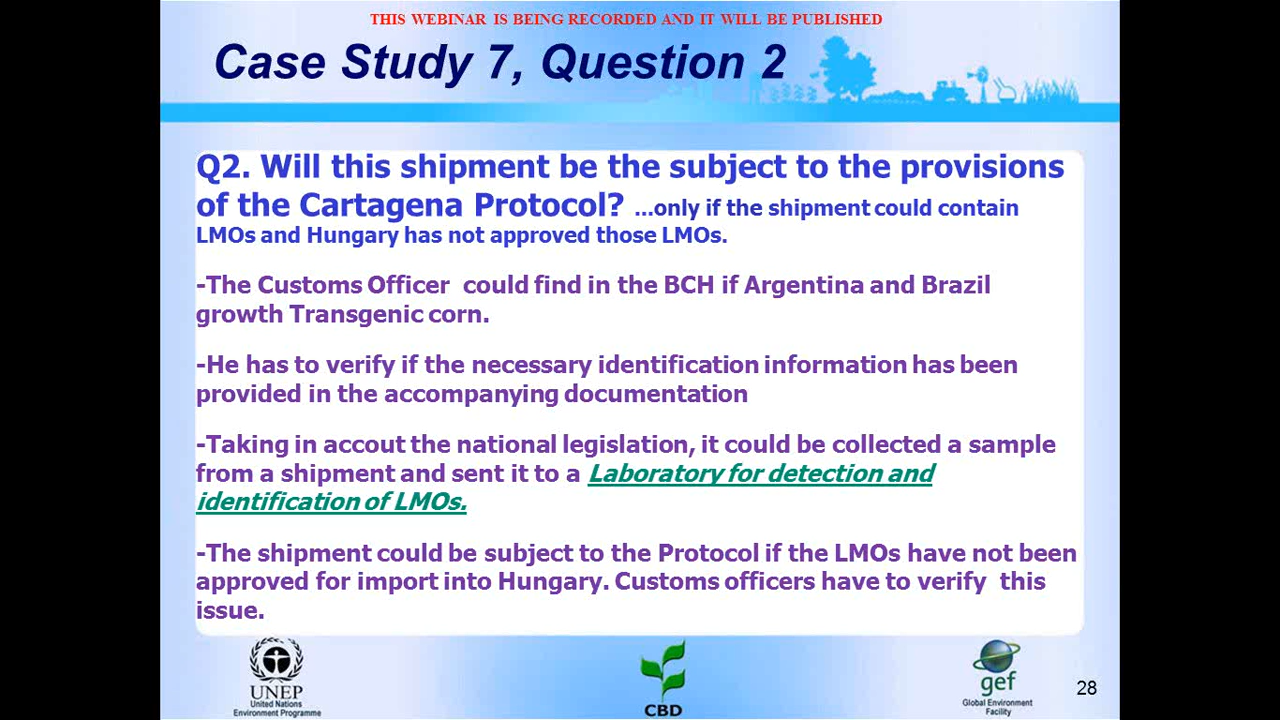 THIS WEBINAR IS BEING RECORDED AND IT WILL BE PUBLISHED
Case Study 7, Question 2
Q2. Will this shipment be the subject to the provisions
of the Cartagena Protocol? ...only if the shipment could contain
LMOs and Hungary has not approved those LMOs.
-The Customs Officer  could find in the BCH if Argentina and Brazil
growth Transgenic corn.
-He has to verify if the necessary identification information has been
provided in the accompanying documentation
-Taking in accout the national legislation, it could be collected a sample
from a shipment and sent it to a Laboratory for detection and
identification of LMOs.
-The shipment could be subject to the Protocol if the LMOs have not been
approved for import into Hungary. Customs officers have to verify  this
issue.
UNEP
United Nations
Environment Programme
CBD
gef
Global Environment
Facility
28